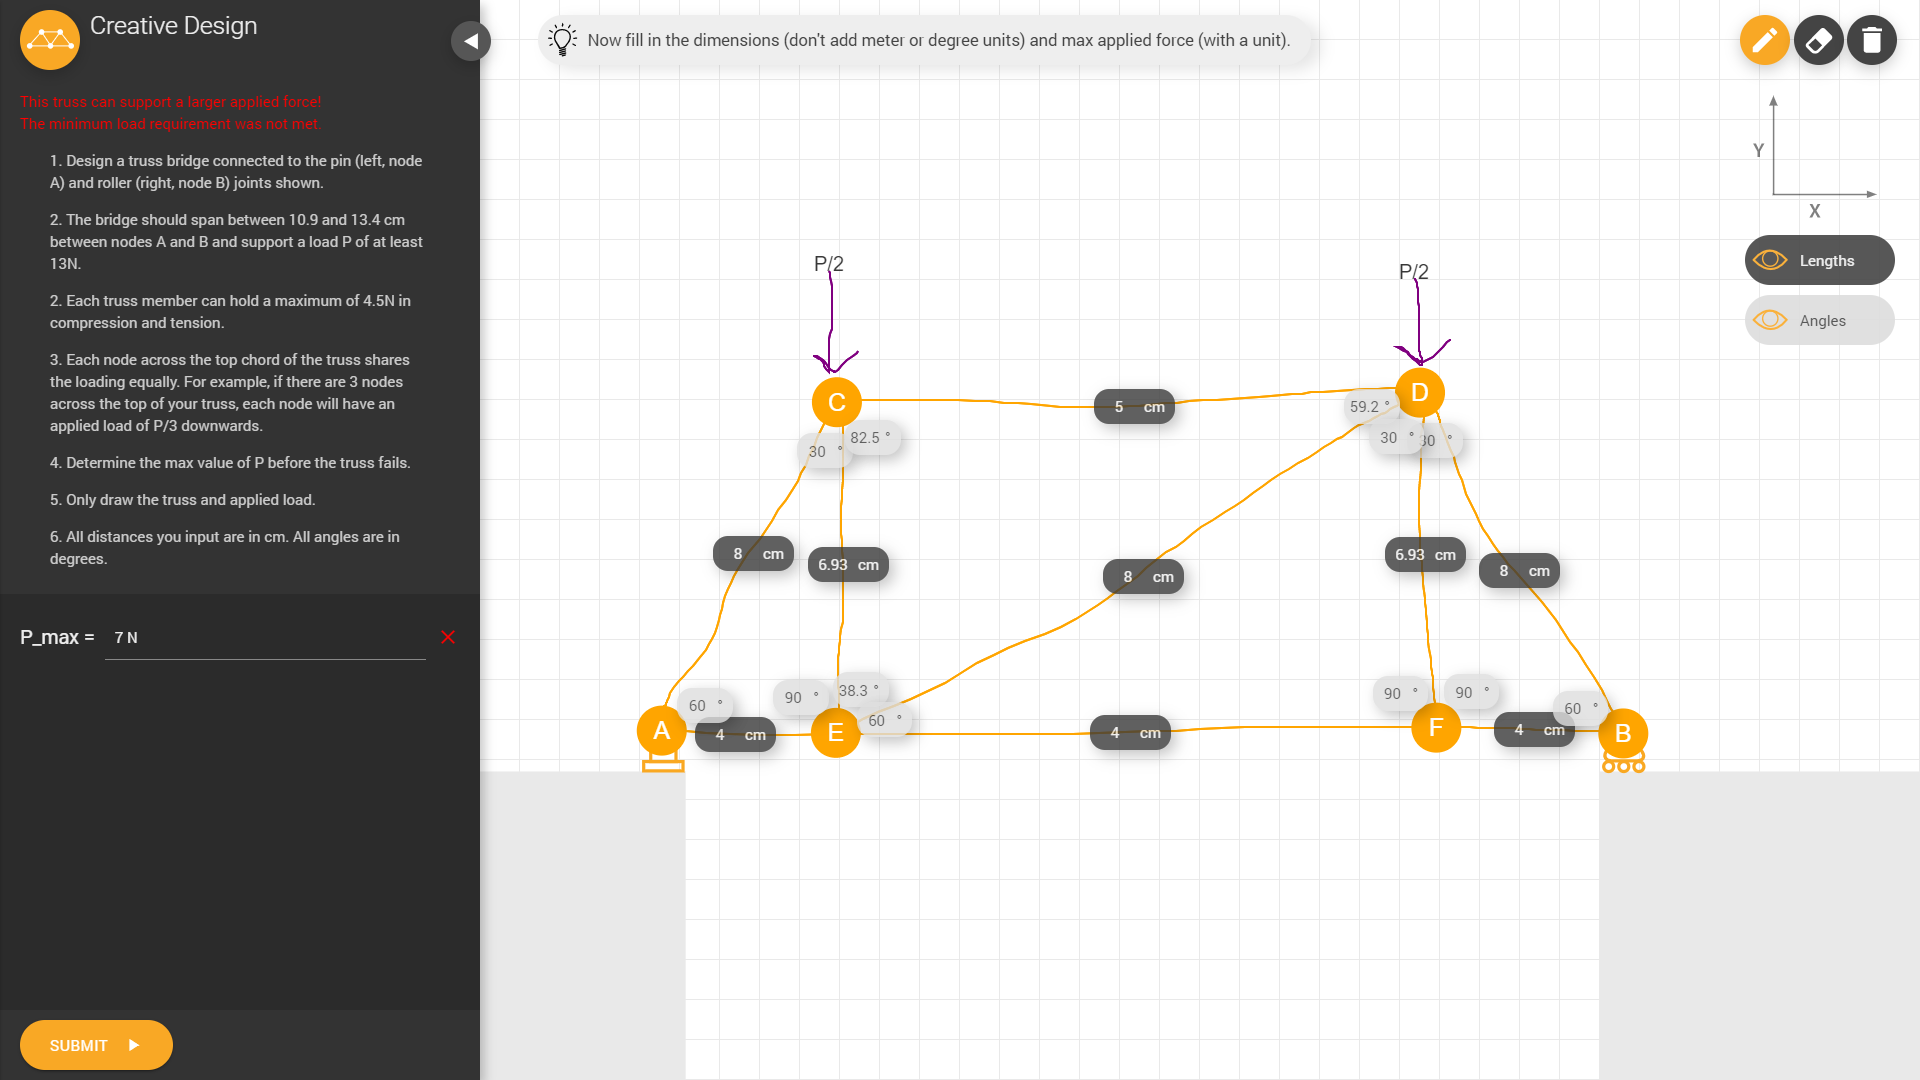 Creative Design
This truss can support a larger applied force!
The minimum load requirement was not met.
1. Design a truss bridge connected to the pin (left, node
A) and roller (right, node B) joints shown.
2. The bridge should span between 10.9 and 13.4 cm
between nodes A and B and support a load P of at least
13N.
2. Each truss member can hold a maximum of 4.5N in
compression and tension.
3. Each node across the top chord of the truss shares
the loading equally. For example, if there are 3 nodes
across the top of your truss, each node will have an
applied load of P/3 downwards.
4. Determine the max value of P before the truss fails.
5. Only draw the truss and applied load.
6. All distances you input are in cm. All angles are in
degrees.
P_max = 7 N
SUBMIT
Now fill in the dimensions (don't add meter or degree units) and max applied force (with a unit).
Y
X
Lengths
Angles
P/2
P/2
C
D
5 cm
59.2 °
82.5 °
30 °
30 °
30 °
8 cm
6.93 cm
8 cm
6.93 cm
8 cm
60 °
90 °
38.3 °
60 °
90 °
90 °
60 °
A
4 cm
E
4 cm
F
4 cm
B